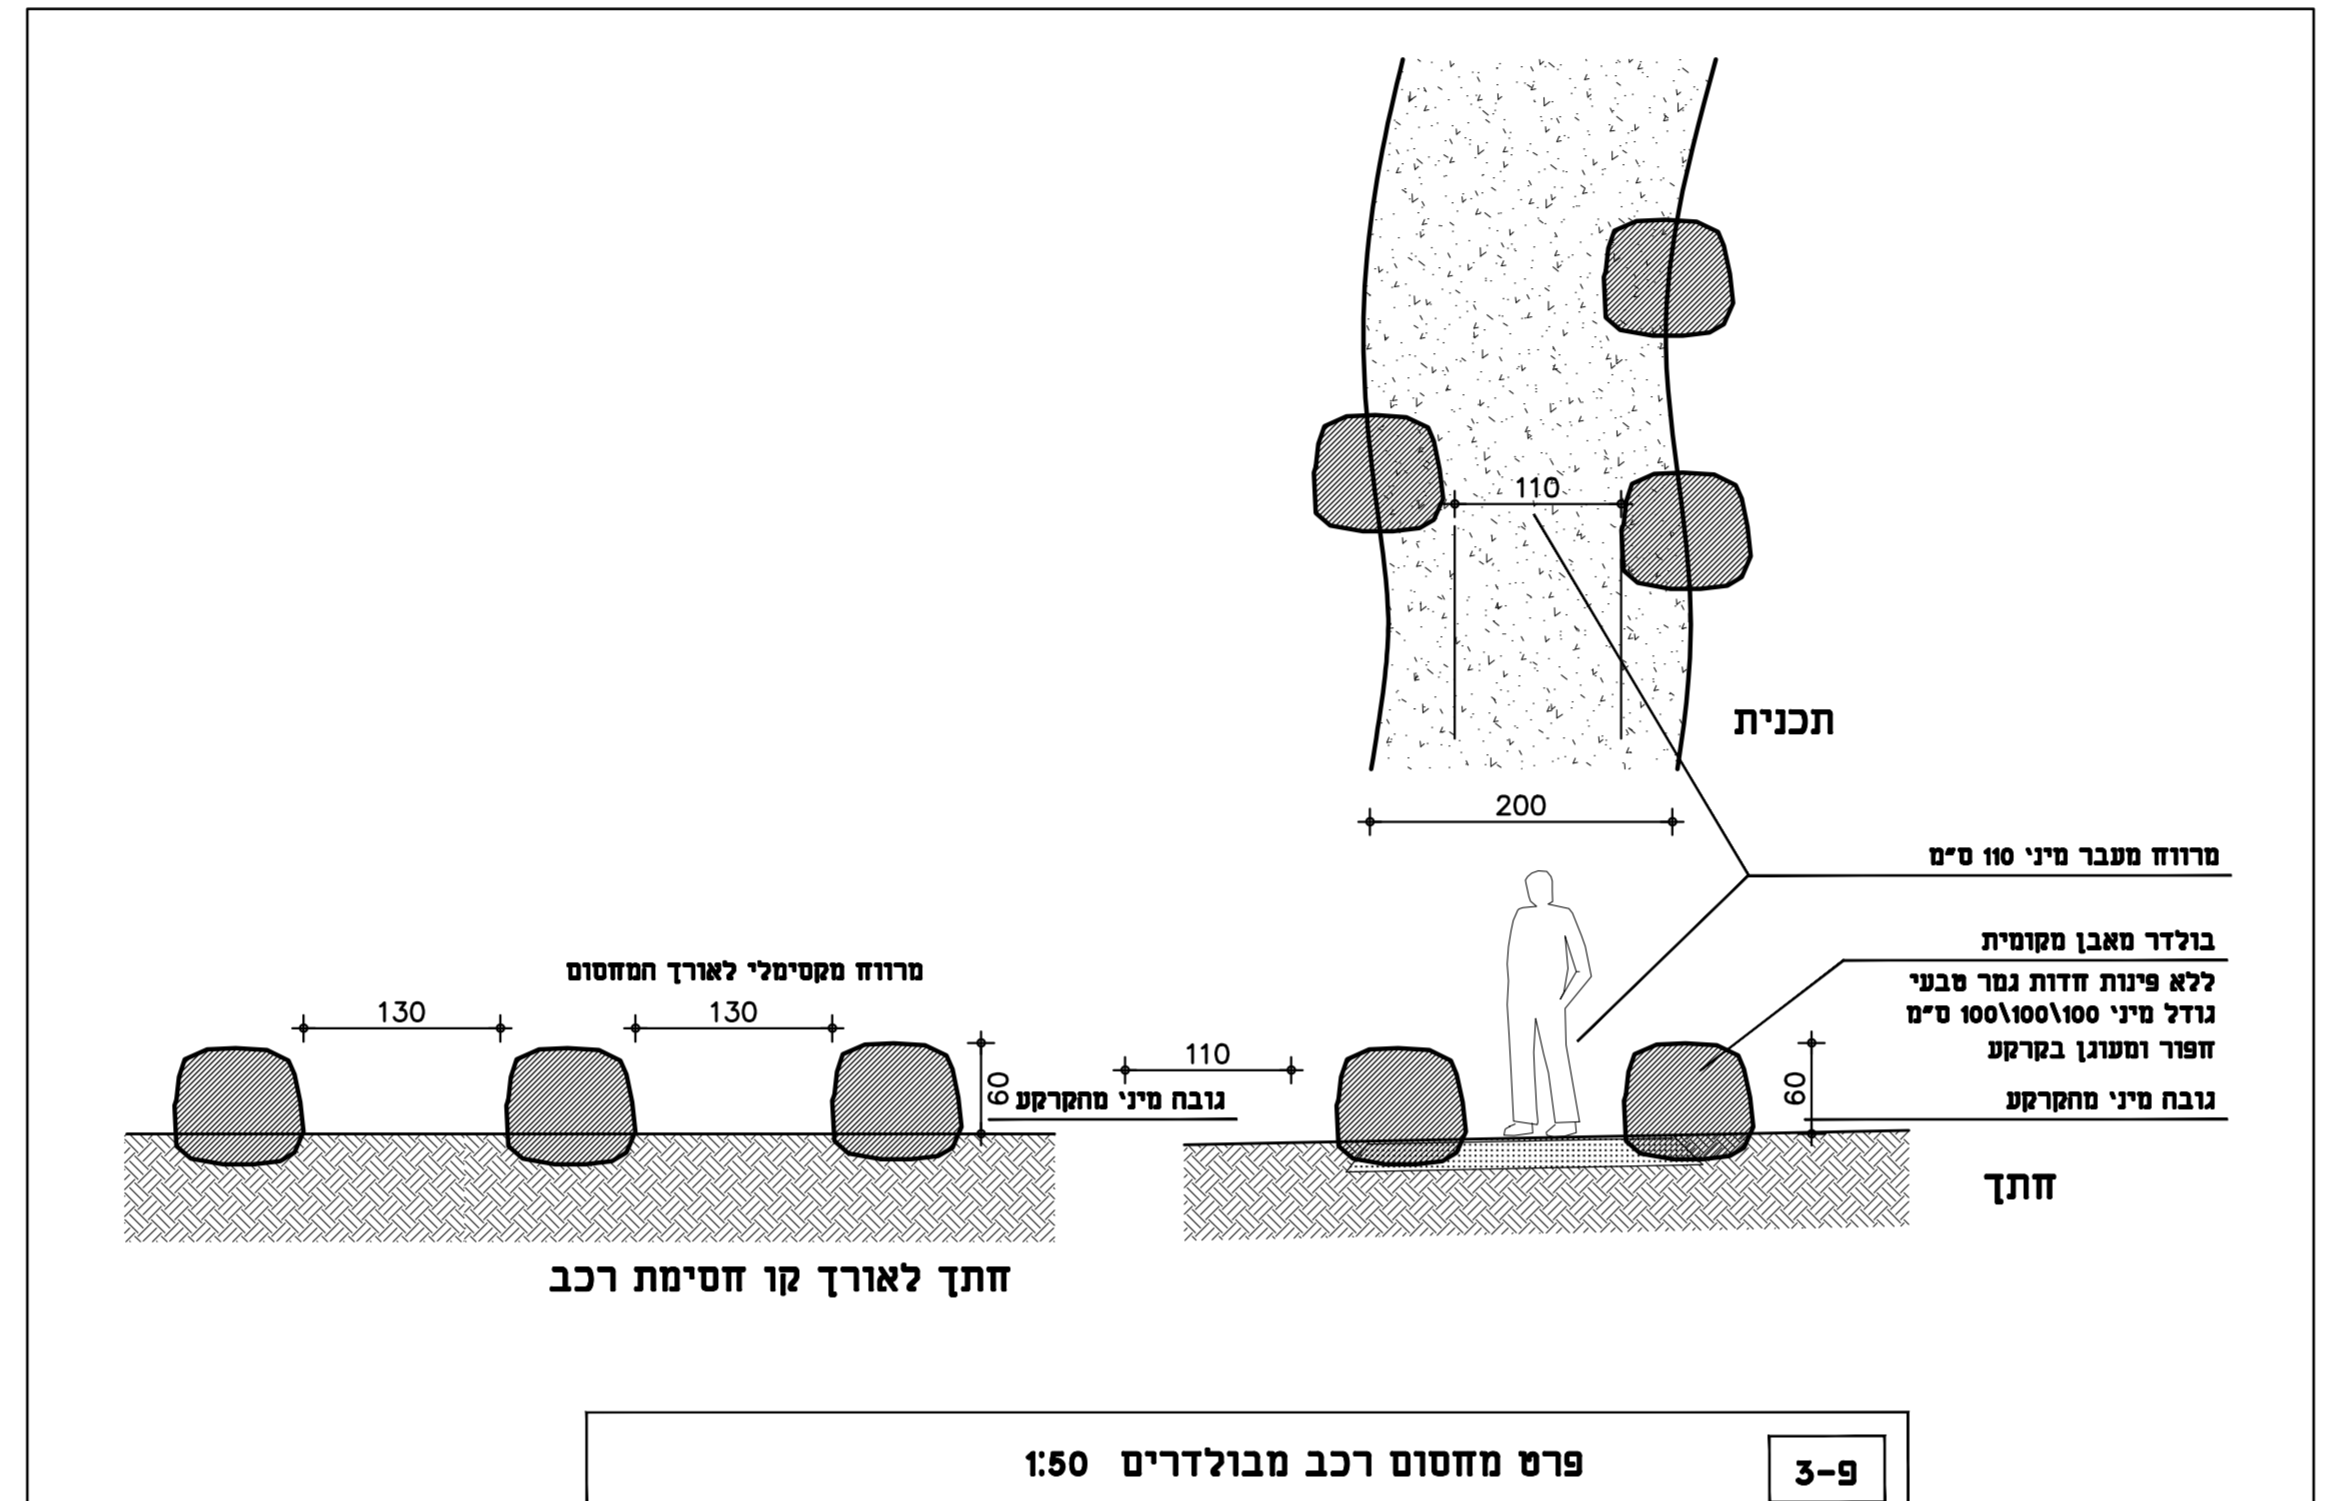 110
תכנית
200
מרווח מעבר מיני 110 ס"מ
בולדר מאבן מקומית
ללא פינות חדות גמר טבעי
גודל מיני 100\100\100 ס"מ
חפור ומעוגן בקרקע
גובה מיני מהקרקע
60
110
חתך
מרווח מקסימלי לאורך המחסום
130
130
60
גובה מיני מהקרקע
חתך לאורך קו חסימת רכב
פרט מחסום רכב מבולדרים 1:50
פ-3